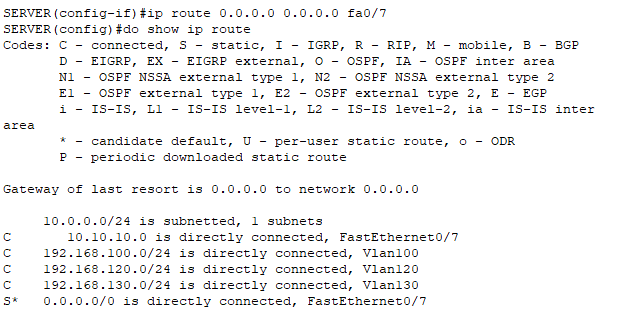 SERVER(config-if)#ip route 0.0.0.0 0.0.0.0 fa0/7
SERVER(config)#do show ip route
Codes: C - connected, S - static, I - IGRP, R - RIP, M - mobile, B - BGP
D - EIGRP, EX - EIGRP external, O - OSPF, IA - OSPF inter area
N1 - OSPF NSSA external type 1, N2 - OSPF NSSA external type 2
E1 - OSPF external type 1, E2 - OSPF external type 2, E - EGP
i - IS-IS, L1 - IS-IS level-1, L2 - IS-IS level-2, ia - IS-IS inter
area
* - candidate default, U - per-user static route, o - ODR
P - periodic downloaded static route
Gateway of last resort is 0.0.0.0 to network 0.0.0.0
10.0.0.0/24 is subnetted, 1 subnets
C 10.10.10.0 is directly connected, FastEthernet0/7
C 192.168.100.0/24 is directly connected, Vlan100
C 192.168.120.0/24 is directly connected, Vlan120
C 192.168.130.0/24 is directly connected, Vlan130
S* 0.0.0.0/0 is directly connected, FastEthernet0/7